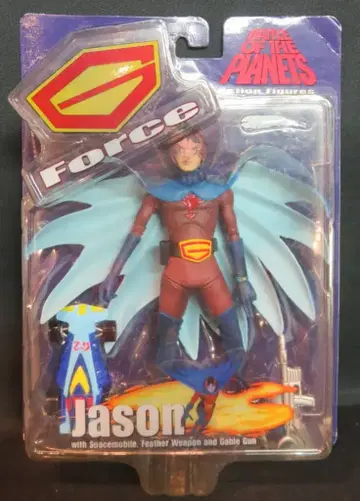 BATTLE OF THE
PLANETS
Action Figures
G
Force
G-2
Jason
with Spacemobile, Feather Weapon and Cable Gun